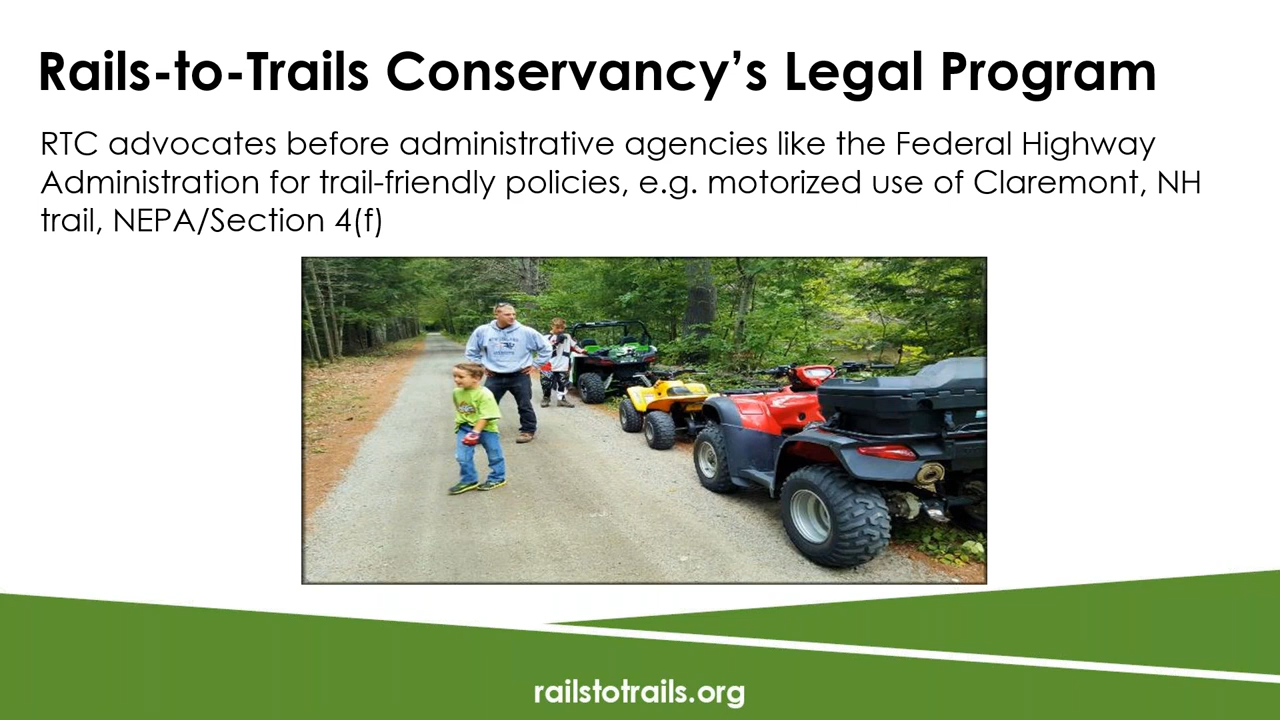 Rails-to-Trails Conservancy’s Legal Program
RTC advocates before administrative agencies like the Federal Highway
Administration for trail-friendly policies, e.g. motorized use of Claremont, NH
trail, NEPA/Section 4(f)
railstotrails.org